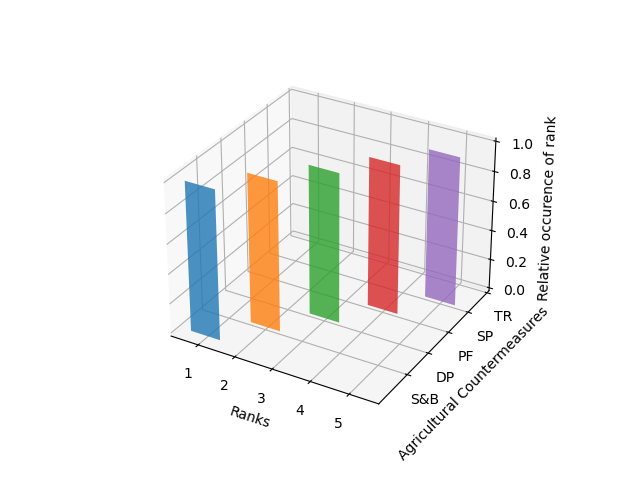 1.0
0.8
0.6
0.4
0.2
0.0
Relative occurence of rank
TR
SP
PF
DP
S&B
Agricultural Countermeasures
1
2
3
4
5
Ranks